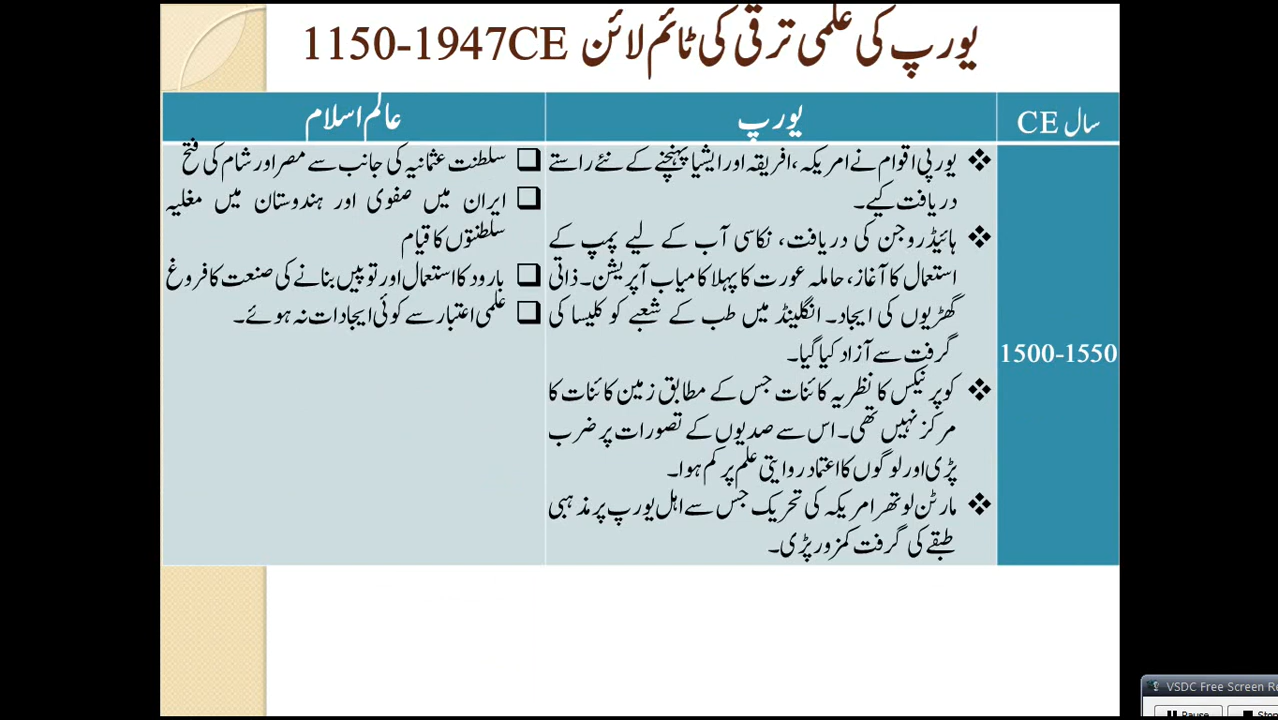 یورپ کی علمی ترقی کی ٹائم لائن 1150-1947CE
سال CE
یورپ
عالم اسلام
1500-1550
یورپی اقوام نے امریکہ، افریقہ اور ایشیا پہنچنے کے نئے راستے
دریافت کیے۔
ہائیڈروجن کی دریافت، نکاسی آب کے لیے پمپ کے
استعمال کا آغاز، حاملہ عورت کا پہلا کامیاب آپریشن۔ ذاتی
گھڑیوں کی ایجاد۔ انگلینڈ میں طب کے شعبے کو کلیسا کی
گرفت سے آزاد کیا گیا۔
کوپرنیکس کا نظریہ کائنات جس کے مطابق زمین کائنات کا
مرکز نہیں تھی۔ اس سے صدیوں کے تصورات پر ضرب
پڑی اور لوگوں کا اعتماد روایتی علم پر کم ہوا۔
مارٹن لوتھر امریکہ کی تحریک جس سے اہل یورپ پر مذہبی
طبقے کی گرفت کمزور پڑی۔
سلطنت عثمانیہ کی جانب سے مصر اور شام کی فتح
ایران میں صفوی اور ہندوستان میں مغلیہ
سلطنتوں کا قیام
بارود کا استعمال اور توپیں بنانے کی صنعت کا فروغ
علمی اعتبار سے کوئی ایجادات نہ ہوئے۔
VSDC Free Screen Re
Pause